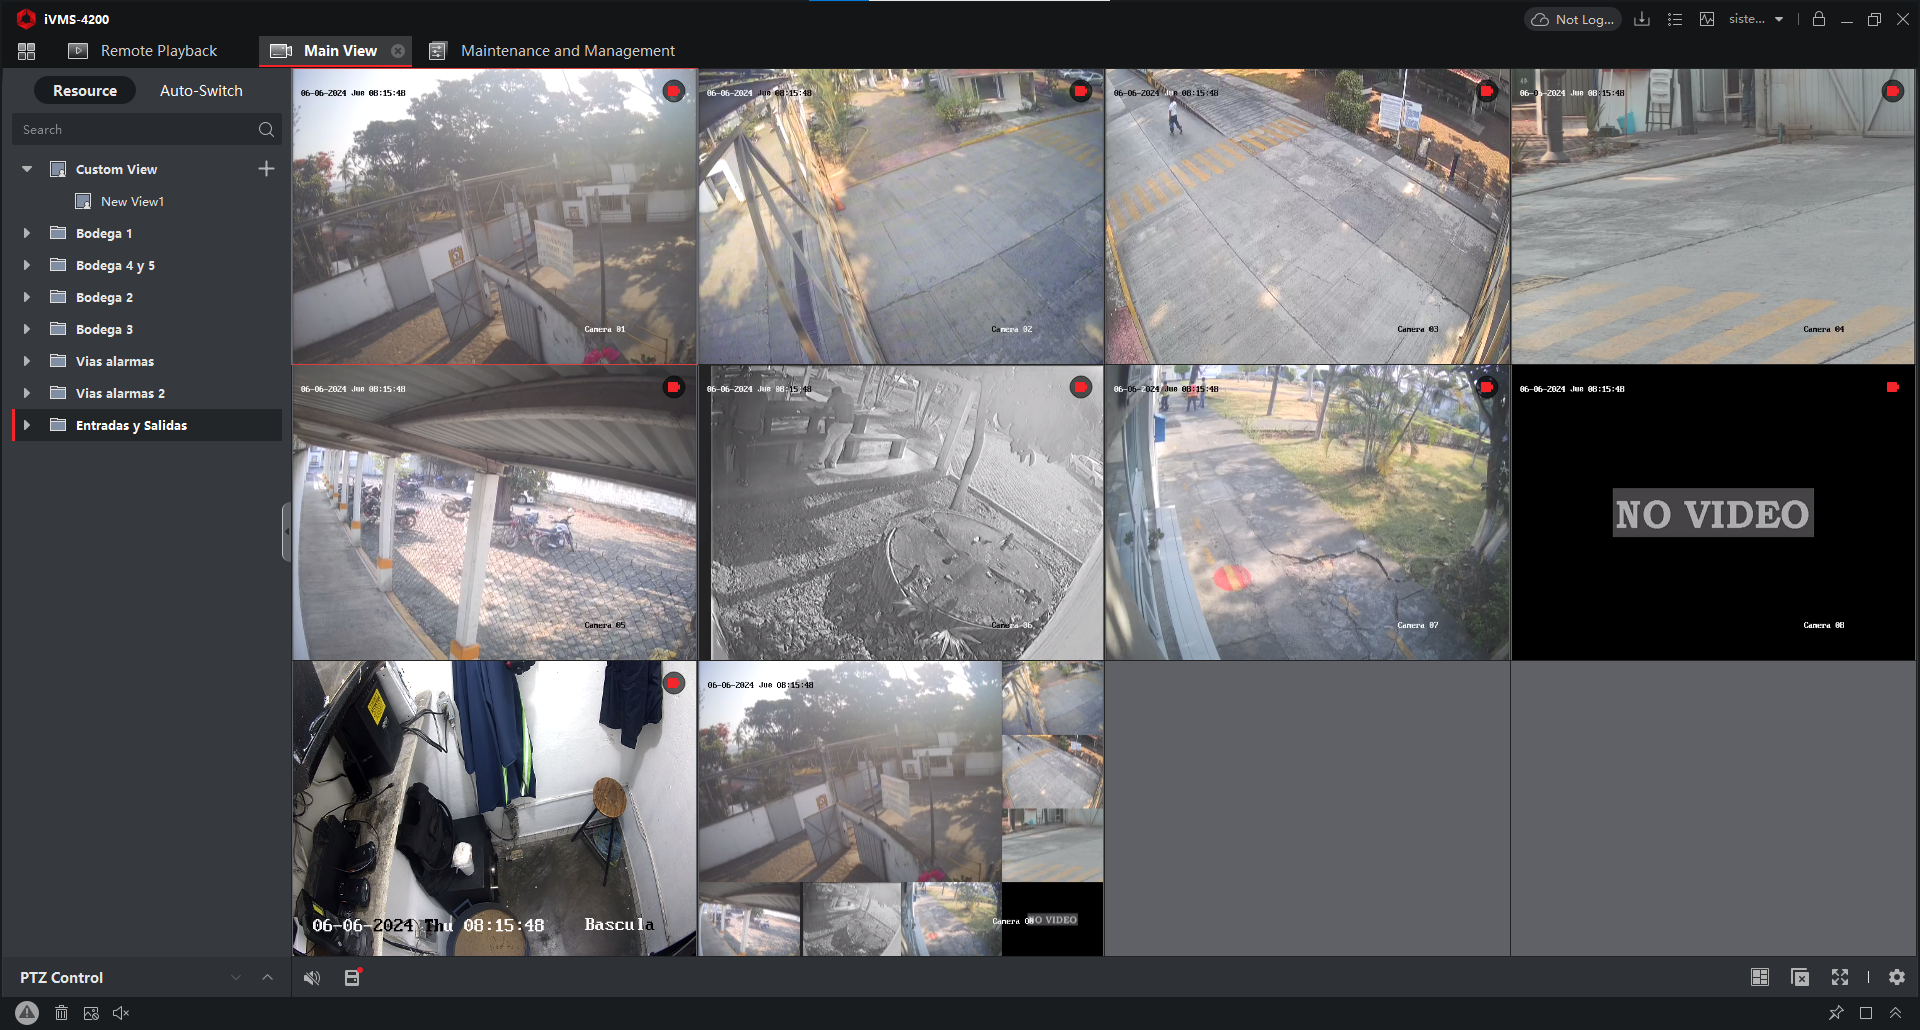 iVMS-4200
Not Log...
siste...
Remote Playback
Main View
Maintenance and Management
Resource
Auto-Switch
Search
Custom View
New View1
Bodega 1
Bodega 4 y 5
Bodega 2
Bodega 3
Vias alarmas
Vias alarmas 2
Entradas y Salidas
PTZ Control
06-06-2024 Jue 08:15:48
Camera 01
06-06-2024 Jue 08:15:48
Camera 02
06-06-2024 Jue 08:15:48
Camera 03
06-06-2024 Jue 08:15:48
Camera 04
06-06-2024 Jue 08:15:48
Camera 05
06-06-2024 Jue 08:15:48
Camera 06
06-06-2024 Jue 08:15:48
Camera 07
06-06-2024 Jue 08:15:48
NO VIDEO
Camera 08
06-06-2024 Thu 08:15:48
Bascula
06-06-2024 Jue 08:15:48
Camera
NO VIDEO